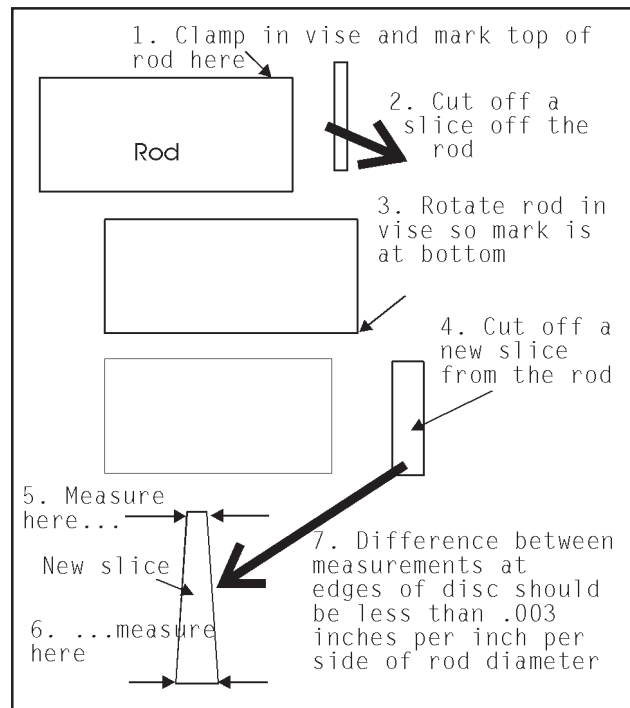 1. Clamp in vise and mark top of
rod here
Rod
2. Cut off a
slice off the
rod
3. Rotate rod in
vise so mark is
at bottom
4. Cut off a
new slice
from the rod
5. Measure
here...
New slice
6. ...measure
here
7. Difference between
measurements at
edges of disc should
be less than .003
inches per inch per
side of rod diameter